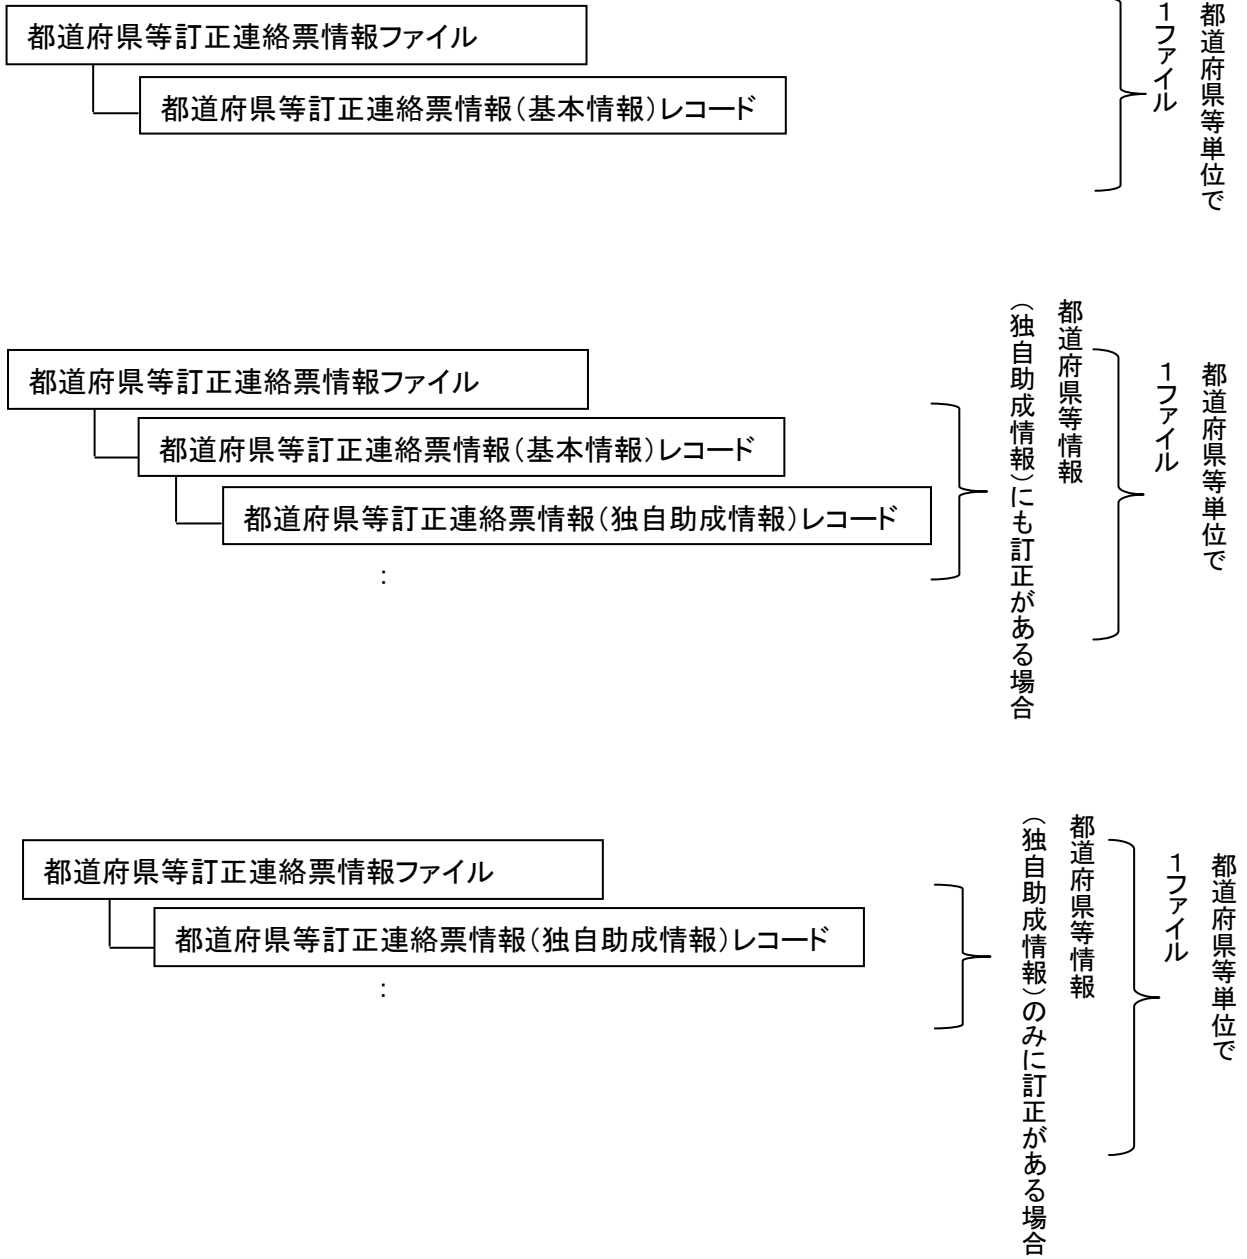 都道府県等訂正連絡票情報ファイル
都道府県等訂正連絡票情報(基本情報)レコード
都道府県等単位で
1ファイル
都道府県等訂正連絡票情報ファイル
都道府県等訂正連絡票情報(基本情報)レコード
都道府県等訂正連絡票情報(独自助成情報)レコード
:
都道府県等情報
(独自助成情報)にも訂正がある場合
都道府県等単位で
1ファイル
都道府県等訂正連絡票情報ファイル
都道府県等訂正連絡票情報(独自助成情報)レコード
:
都道府県等情報
(独自助成情報)のみに訂正がある場合
都道府県等単位で
1ファイル